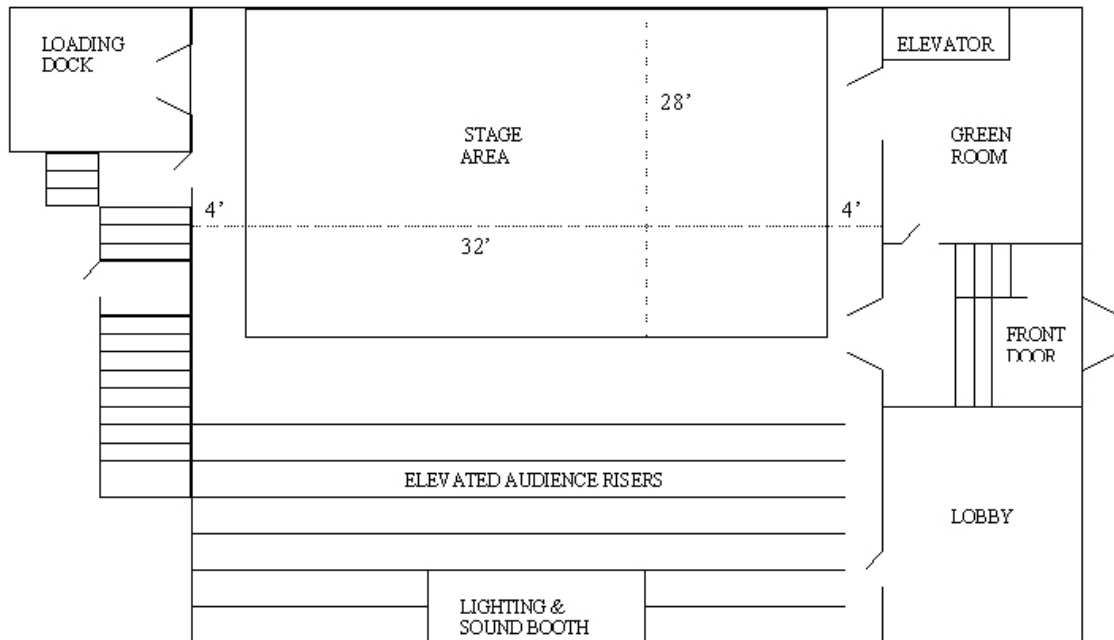 LOADING
DOCK
ELEVATOR
28’
STAGE
AREA
GREEN
ROOM
4’
4’
32’
FRONT
DOOR
ELEVATED AUDIENCE RISERS
LOBBY
LIGHTING &
SOUND BOOTH